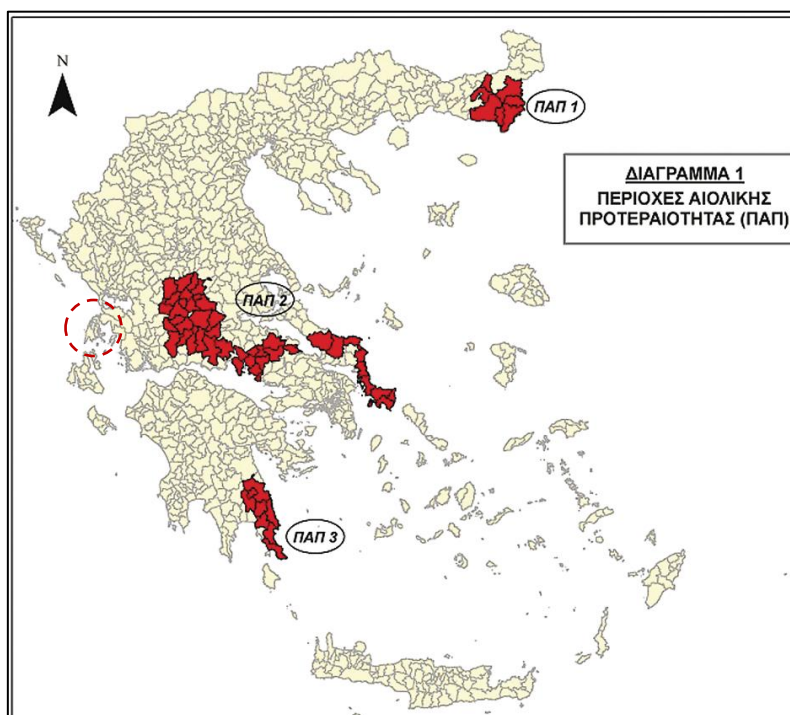 N
ΠΑΠ 1
ΔΙΑΓΡΑΜΜΑ 1
ΠΕΡΙΟΧΕΣ ΑΙΟΛΙΚΗΣ
ΠΡΟΤΕΡΑΙΟΤΗΤΑΣ (ΠΑΠ)
ΠΑΠ 2
ΠΑΠ 3